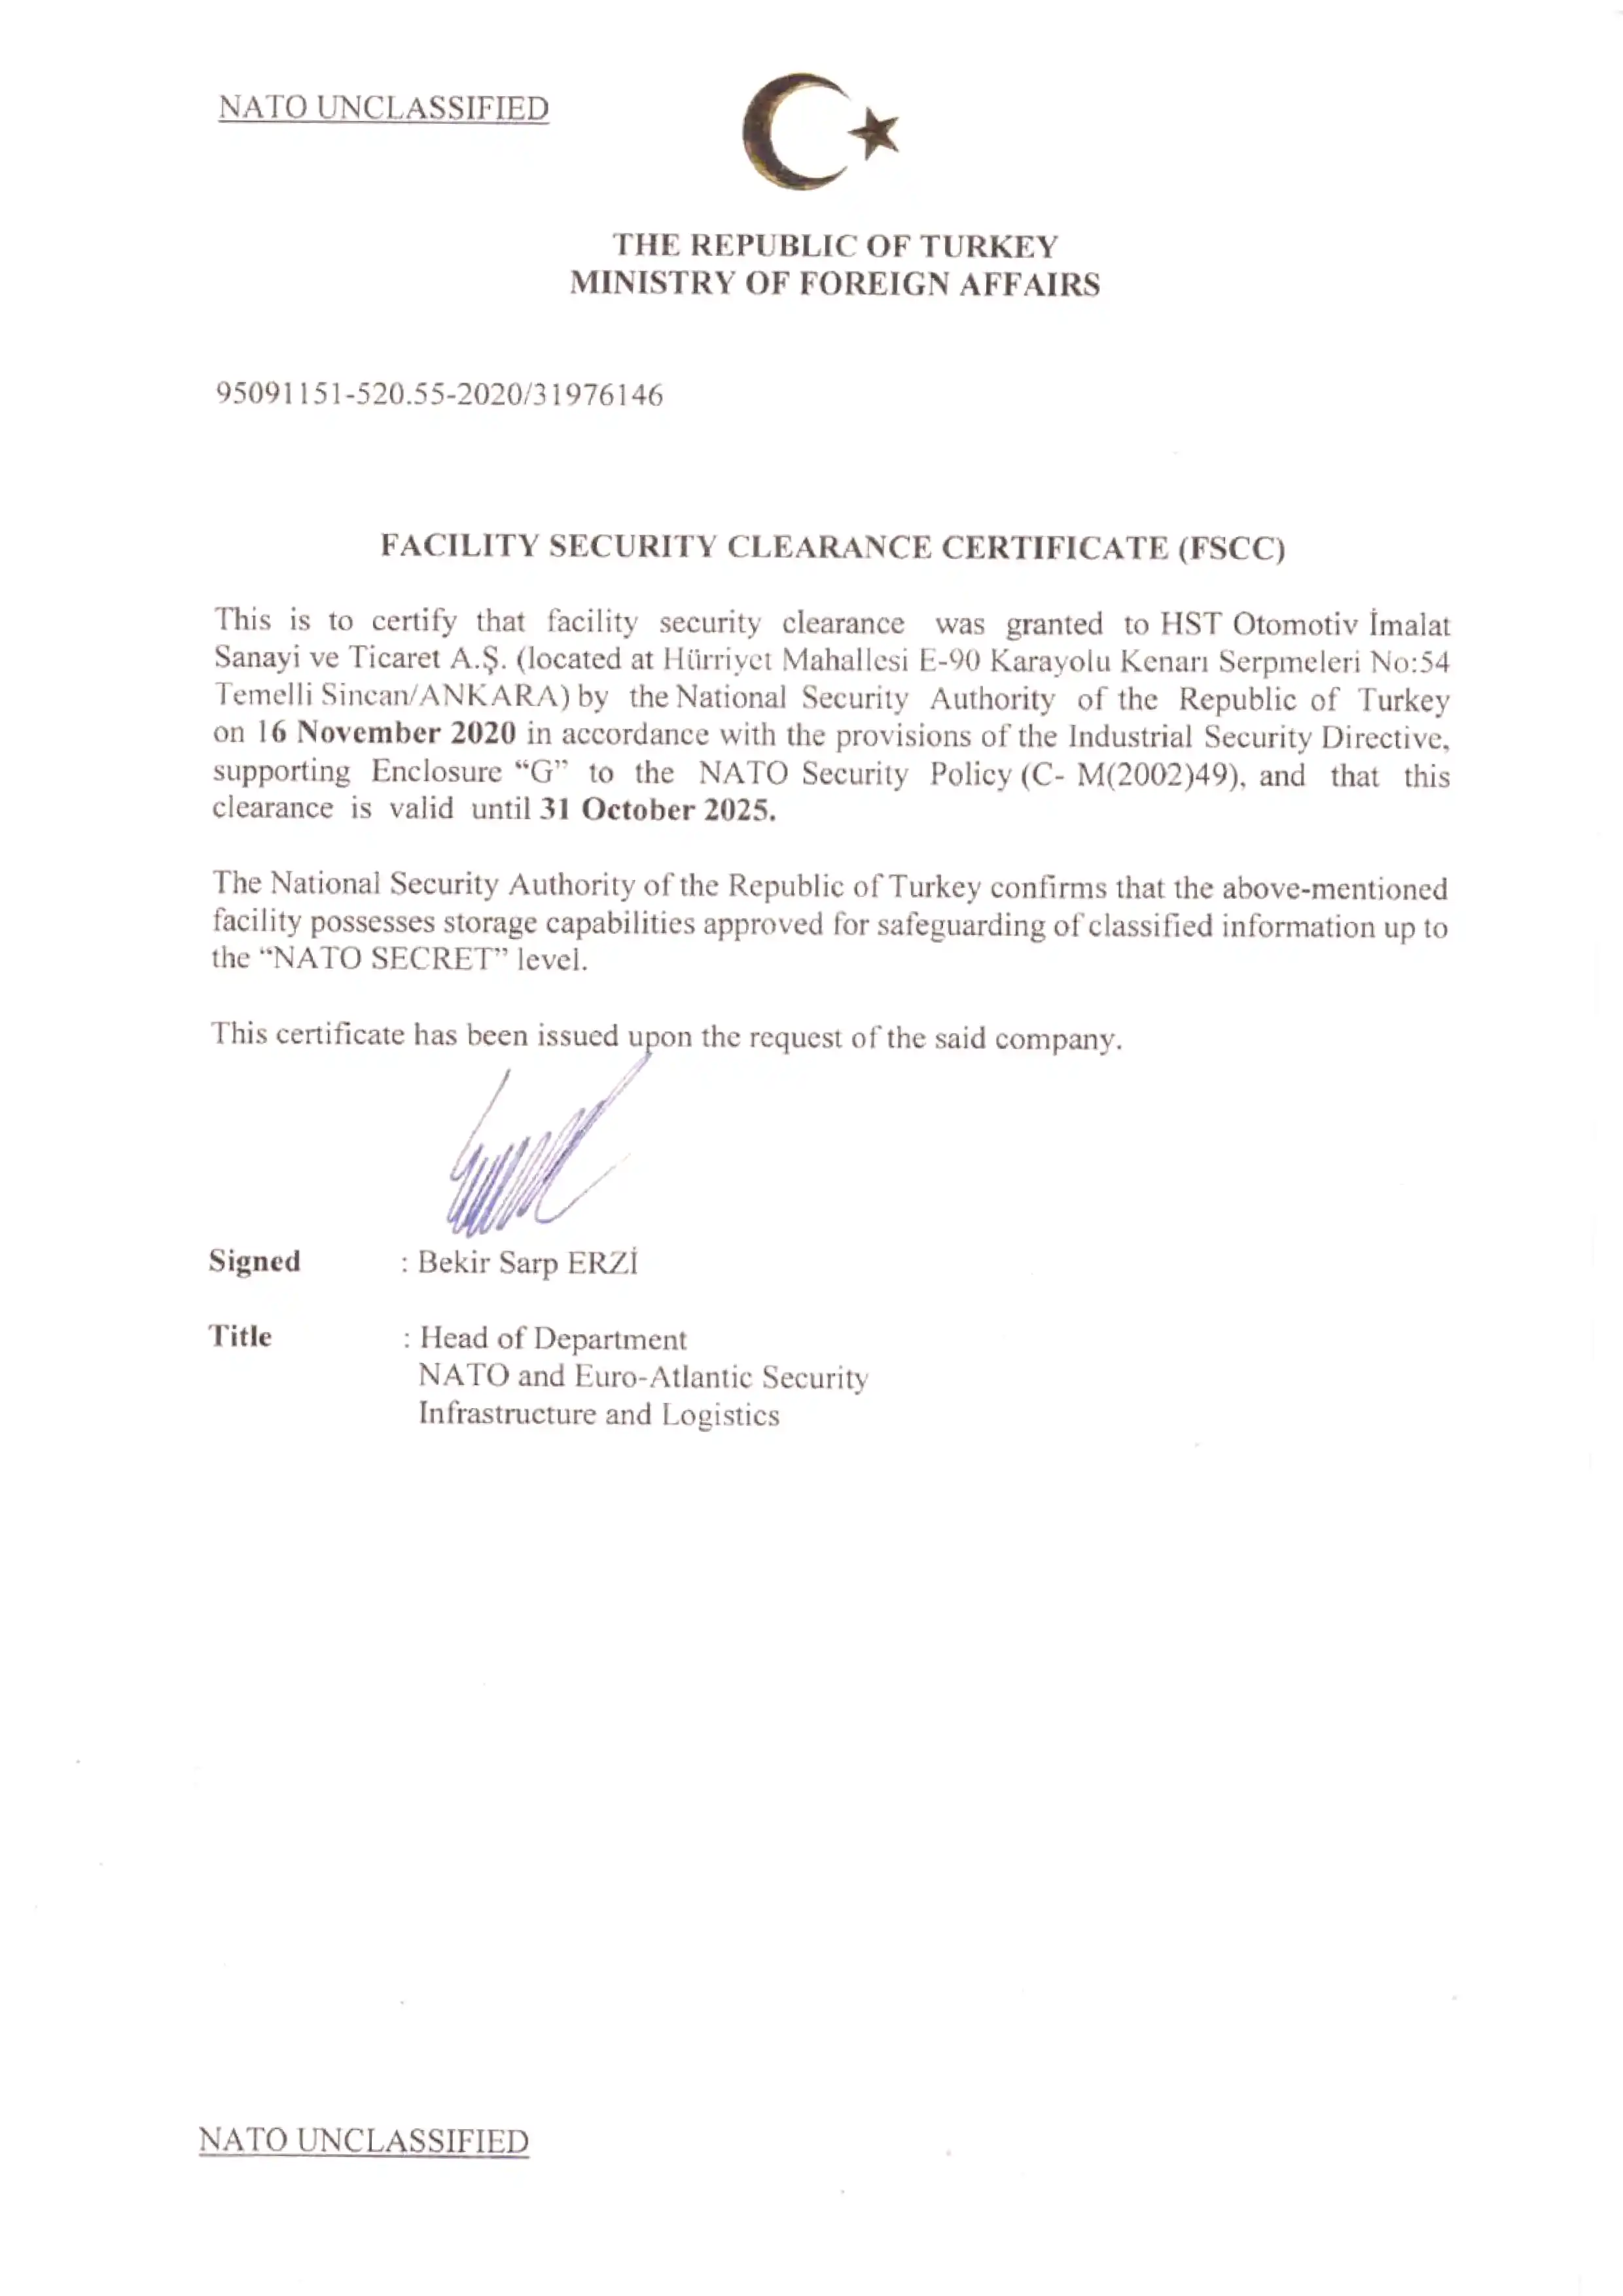 NATO UNCLASSIFIED
THE REPUBLIC OF TURKEY
MINISTRY OF FOREIGN AFFAIRS
95091151-520.55-2020/31976146
FACILITY SECURITY CLEARANCE CERTIFICATE (FSCC)
This is to certify that facility security clearance was granted to HST Otomotiv İmalat
Sanayi ve Ticaret A.Ş. (located at Hürriyet Mahallesi E-90 Karayolu Kenarı Serpmeleri No:54
Temelli Sincan/ANKARA) by the National Security Authority of the Republic of Turkey
on 16 November 2020 in accordance with the provisions of the Industrial Security Directive,
supporting Enclosure “G” to the NATO Security Policy (C- M(2002)49), and that this
clearance is valid until 31 October 2025.
The National Security Authority of the Republic of Turkey confirms that the above-mentioned
facility possesses storage capabilities approved for safeguarding of classified information up to
the “NATO SECRET” level.
This certificate has been issued upon the request of the said company.
Signed : Bekir Sarp ERZİ
Title : Head of Department
NATO and Euro-Atlantic Security
Infrastructure and Logistics
NATO UNCLASSIFIED